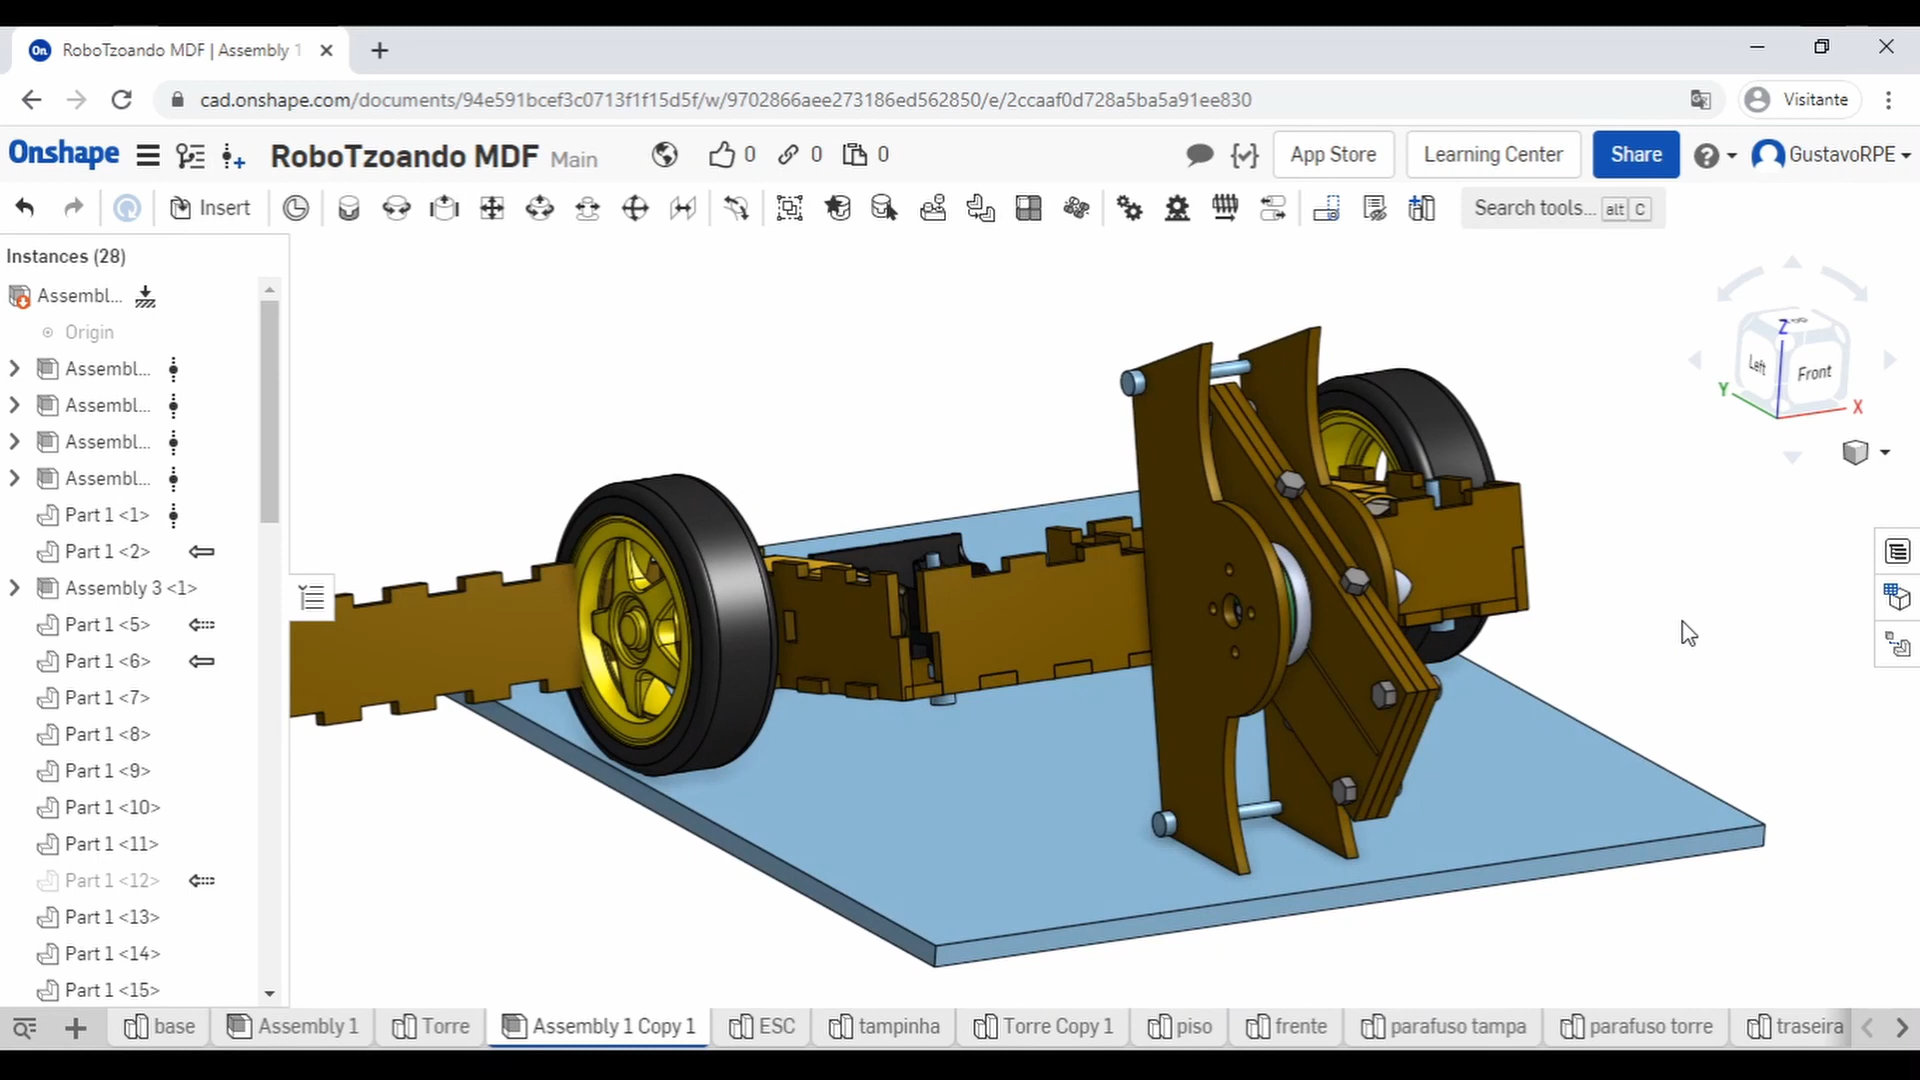 On RoboTzoando MDF | Assembly 1
cad.onshape.com/documents/94e591bcef3c0713f1f15d5f/w/9702866aee273186ed562850/e/2ccaaf0d728a5ba5a91ee830
Visitante
Onshape RoboTzoando MDF Main 0 0 0 App Store Learning Center Share GustavoRPE
Insert Search tools... alt C
Instances (28)
Assembl...
Origin
Assembl...
Assembl...
Assembl...
Assembl...
Part 1 <1>
Part 1 <2>
Assembly 3 <1>
Part 1 <5>
Part 1 <6>
Part 1 <7>
Part 1 <8>
Part 1 <9>
Part 1 <10>
Part 1 <11>
Part 1 <12>
Part 1 <13>
Part 1 <14>
Part 1 <15>
Top
Z
Left
Front
Y
X
base Assembly 1 Torre Assembly 1 Copy 1 ESC tampinha Torre Copy 1 piso frente parafuso tampa parafuso torre traseira